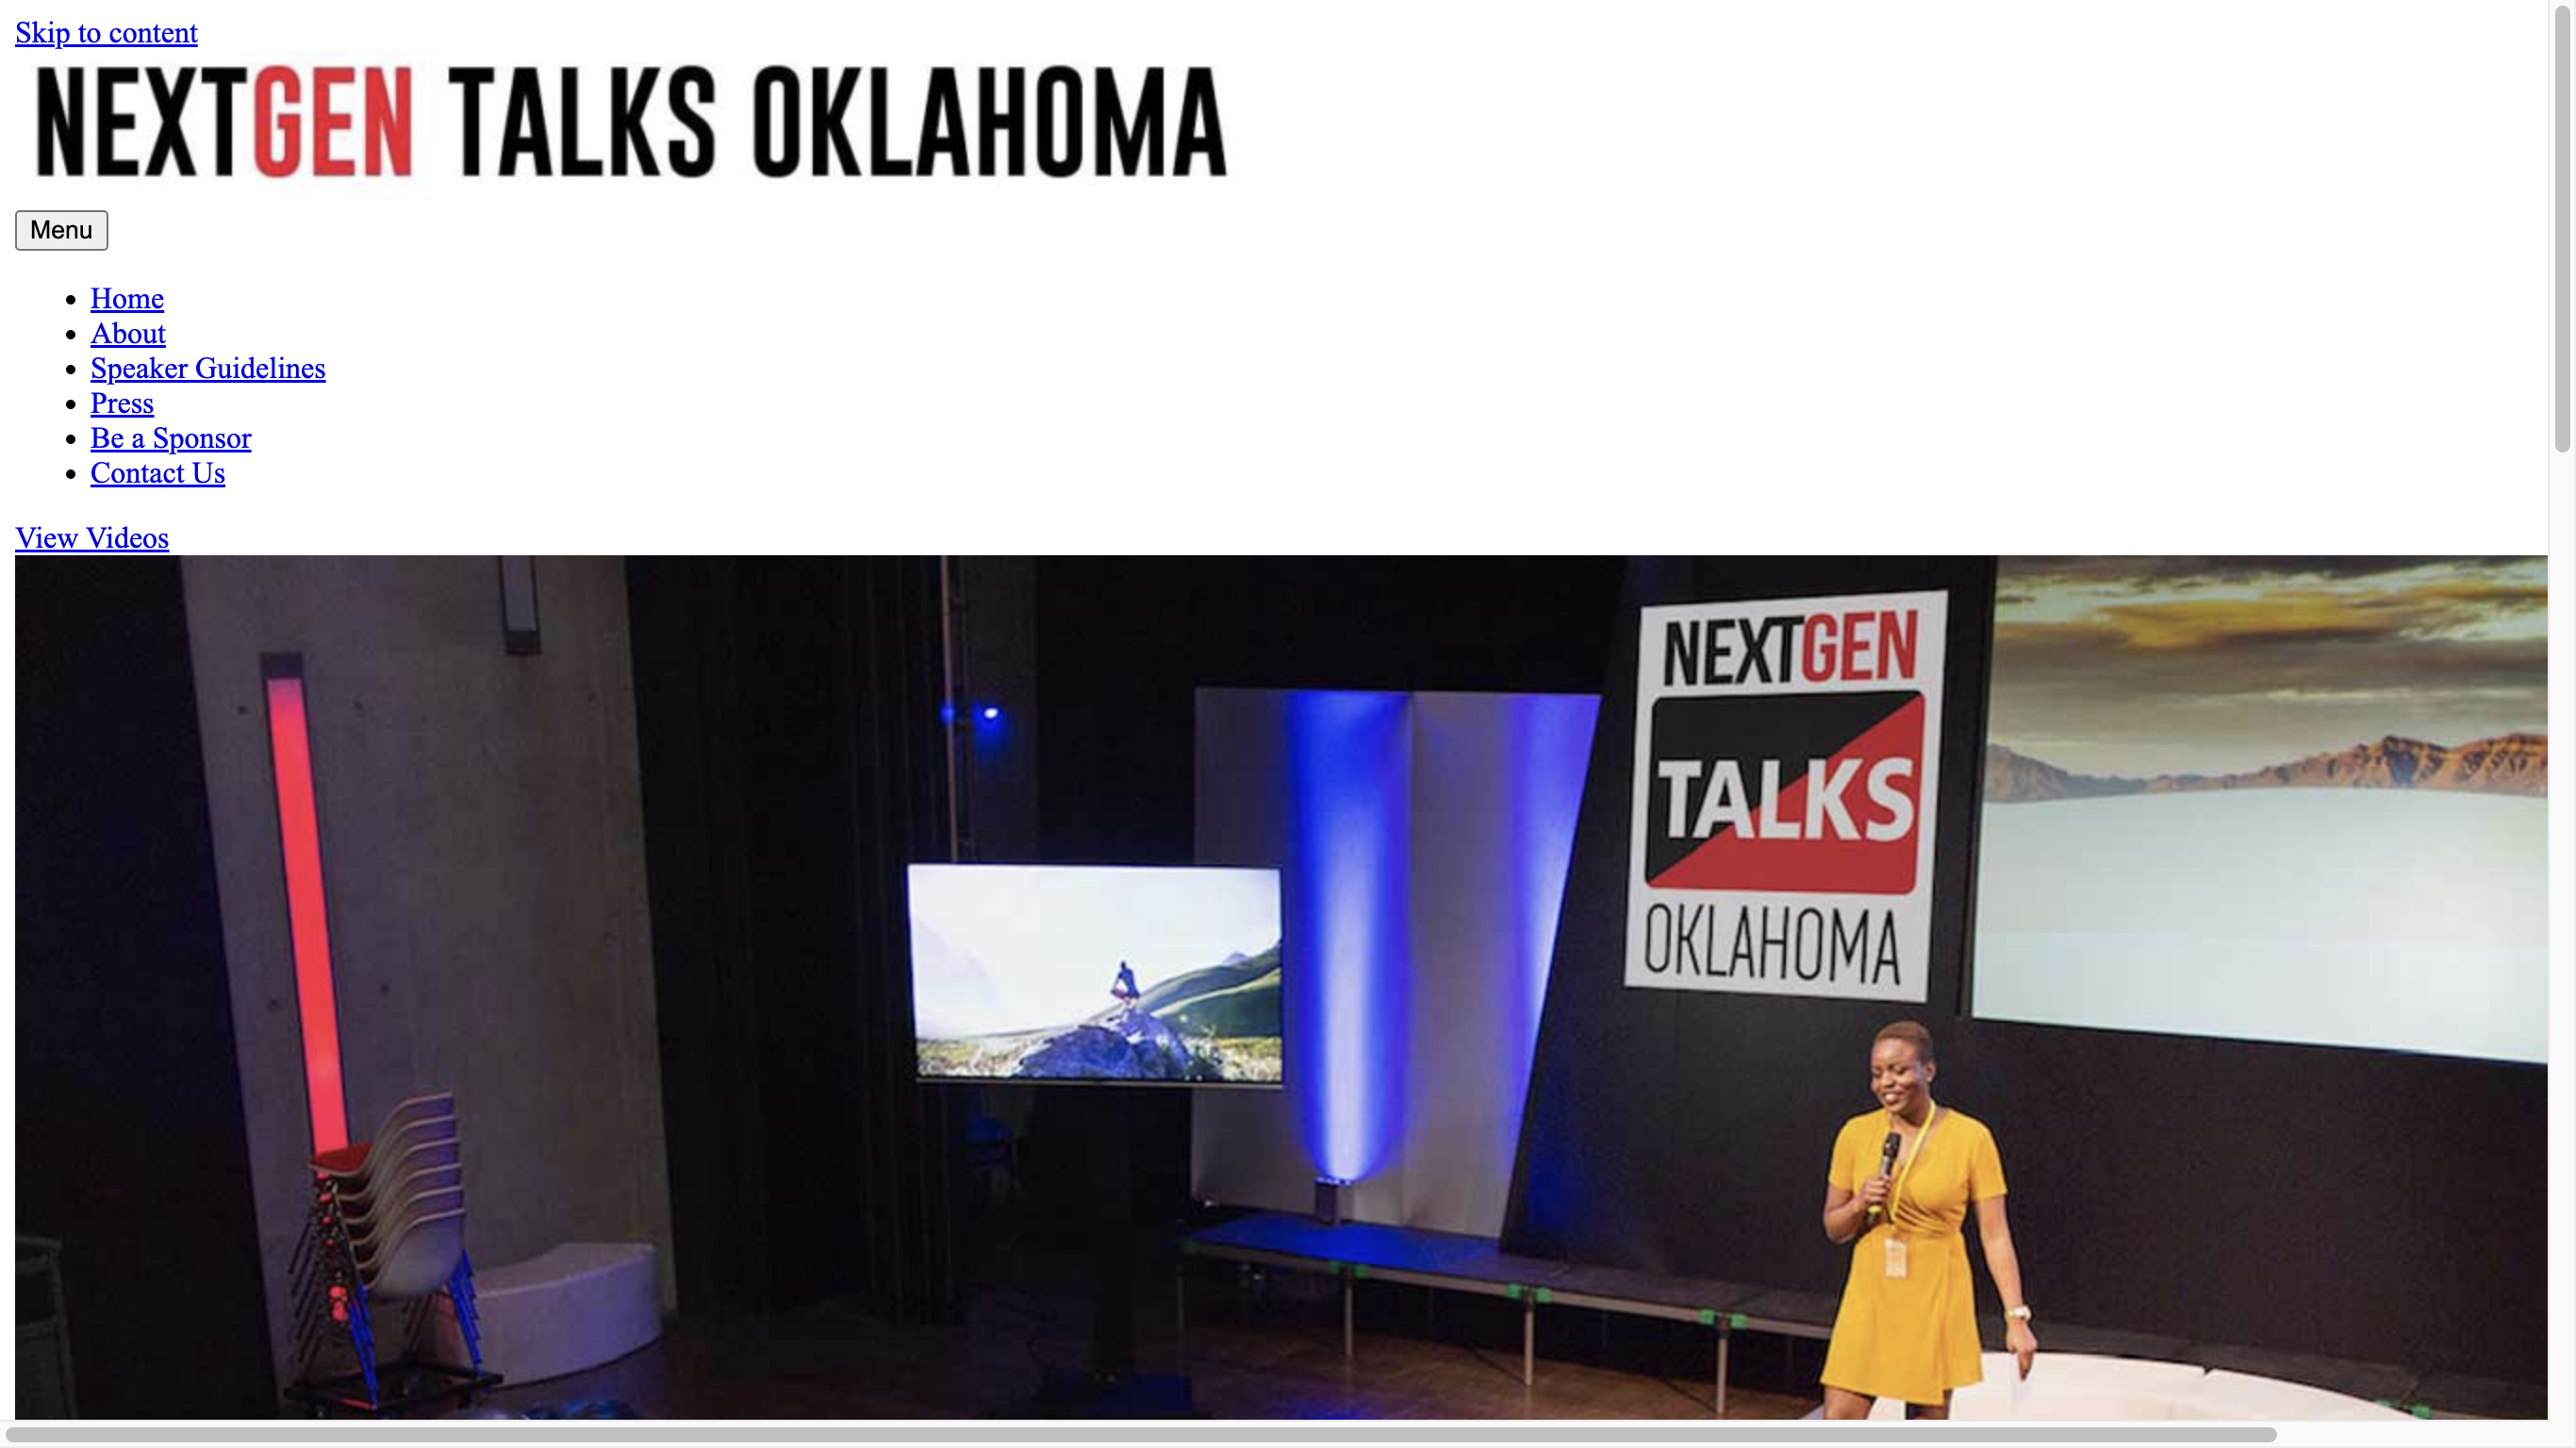 Skip to content
NEXTGEN TALKS OKLAHOMA
Menu
Home
About
Speaker Guidelines
Press
Be a Sponsor
Contact Us
View Videos
NEXTGEN
TALKS
OKLAHOMA